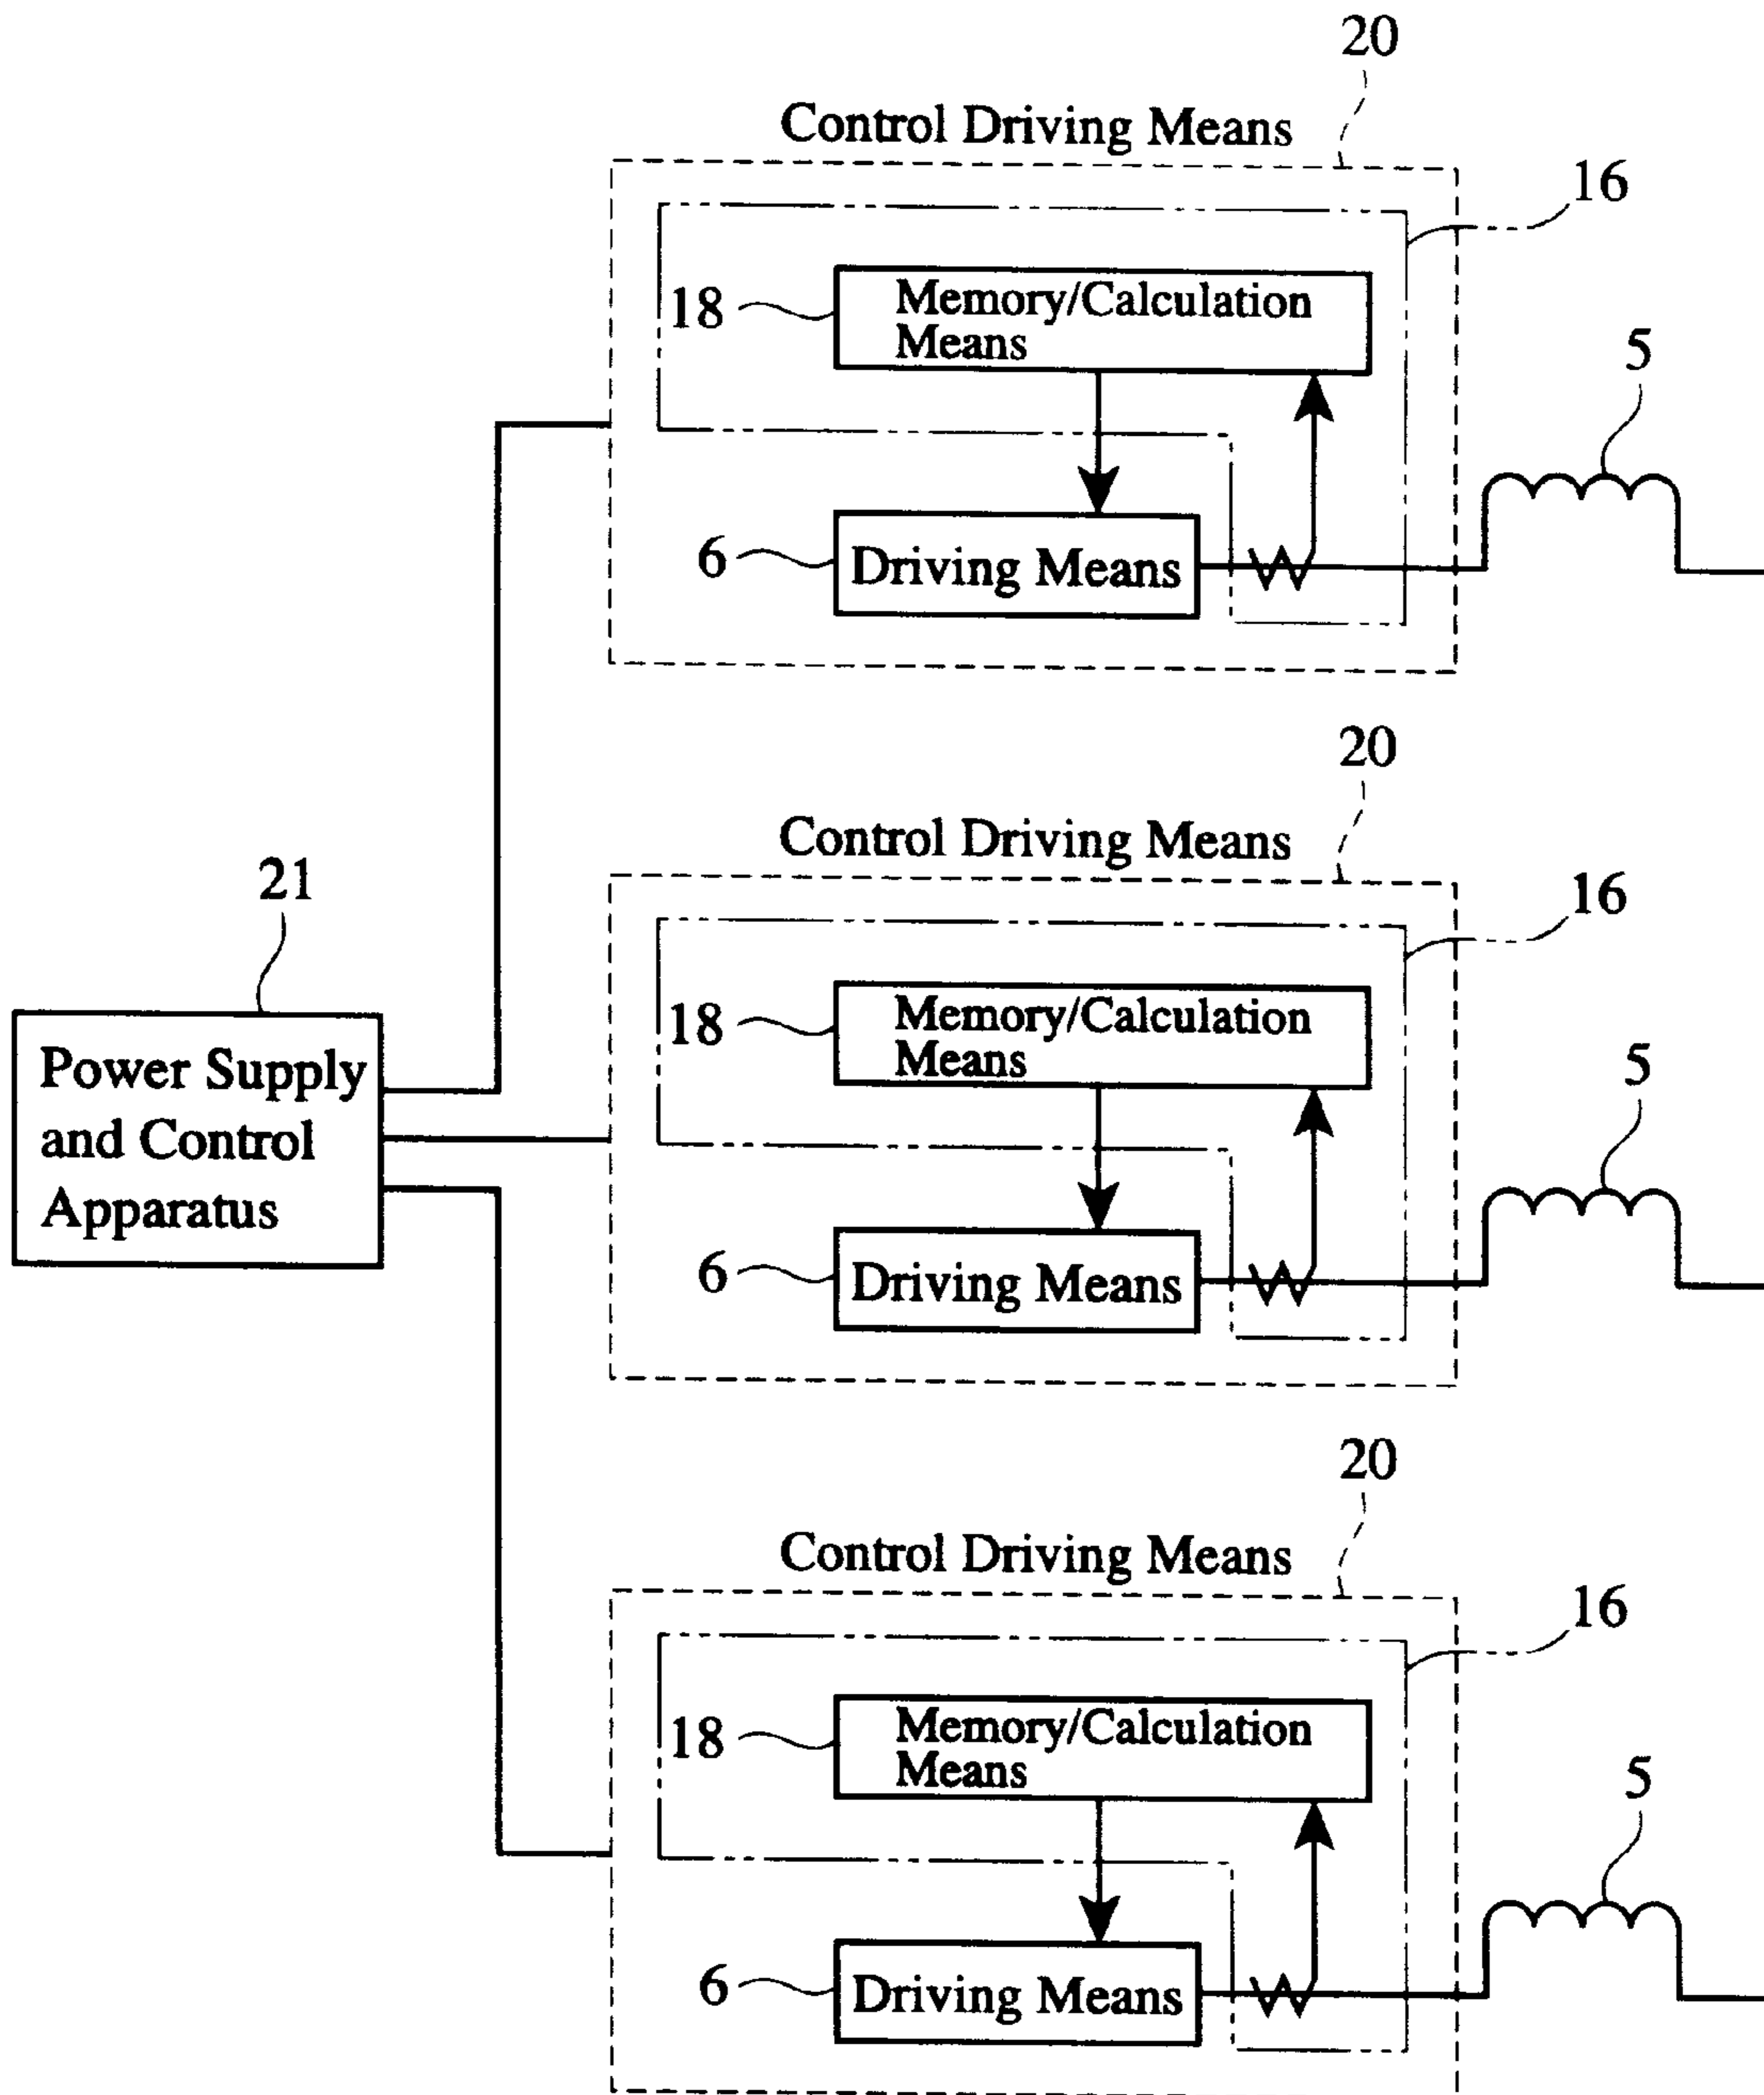 20
Control Driving Means
16
18
Memory/Calculation
Means
5
6
Driving Means
20
Control Driving Means
16
21
18
Memory/Calculation
Means
5
Power Supply
and Control
Apparatus
6
Driving Means
20
Control Driving Means
16
18
Memory/Calculation
Means
5
6
Driving Means